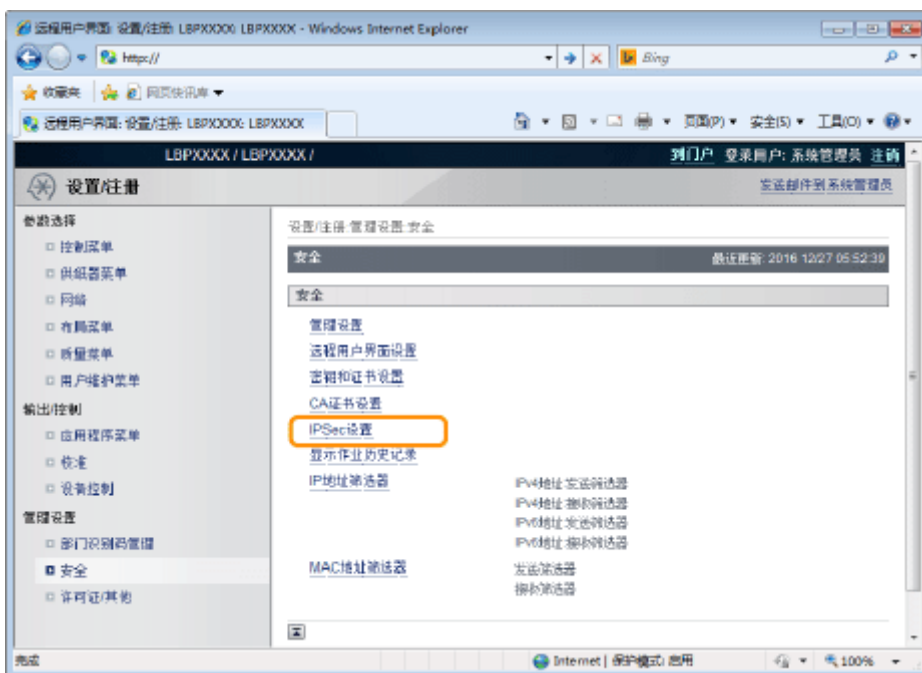 远程用户界面: 设置/注册: LBPXXXX: LBPXXXX - Windows Internet Explorer
http://
Bing
收藏夹 网页快讯库
远程用户界面: 设置/注册: LBPXXXX: LBPXXXX
页面(P) 安全(S) 工具(O)
LBPXXXX / LBPXXXX /
到门户 登录用户: 系统管理员 注销
设置/注册
发送邮件到系统管理员
参数选择
控制菜单
供纸器菜单
网络
布局菜单
质量菜单
用户维护菜单
输出/控制
应用程序菜单
校准
设备控制
管理设置
部门识别码管理
安全
许可证/其他
设置/注册:管理设置:安全
安全
最近更新: 2016 12/27 05:52:39
安全
管理设置
远程用户界面设置
密钥和证书设置
CA证书设置
IPSec设置
显示作业历史记录
IP地址筛选器
IPv4地址:发送筛选器
IPv4地址:接收筛选器
IPv6地址:发送筛选器
IPv6地址:接收筛选器
MAC地址筛选器
发送筛选器
接收筛选器
完成
Internet | 保护模式: 启用
100%